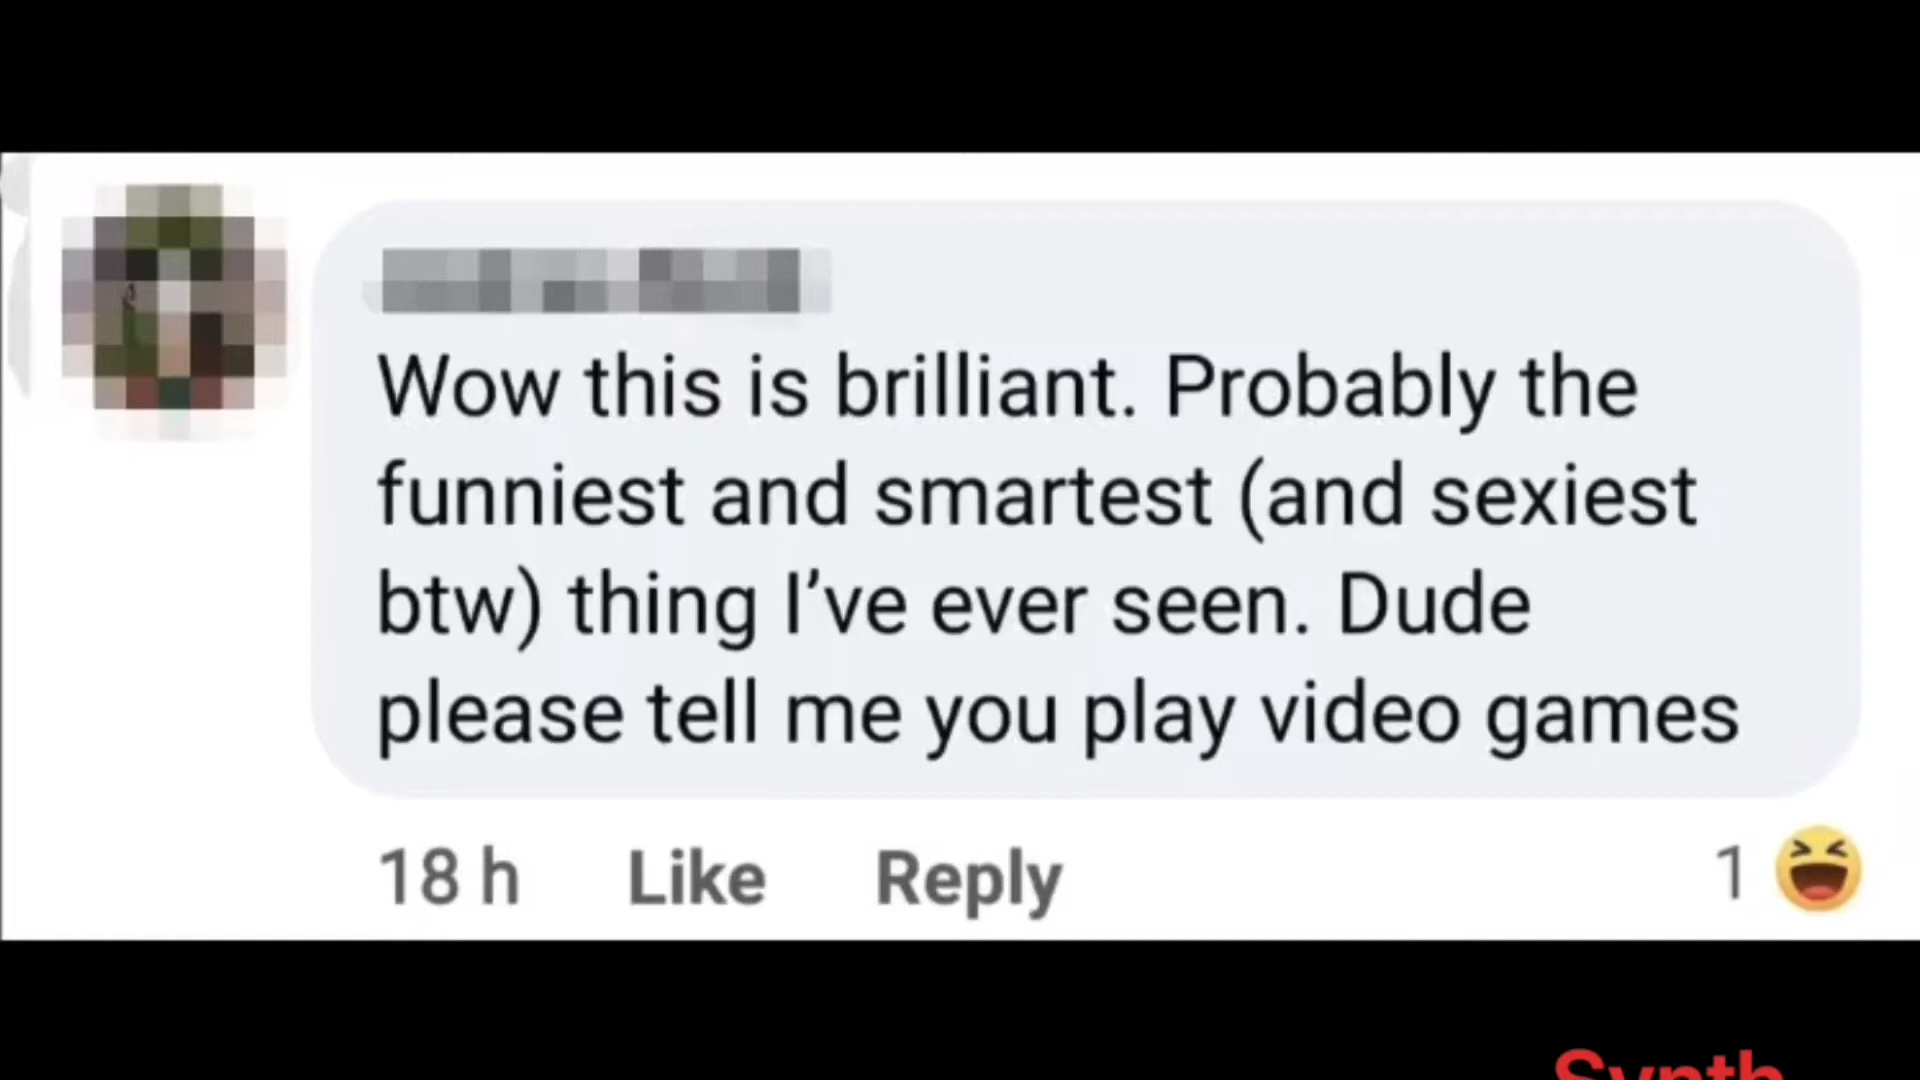 Wow this is brilliant. Probably the
funniest and smartest (and sexiest
btw) thing I've ever seen. Dude
please tell me you play video games
18 h Like Reply 1
Synth